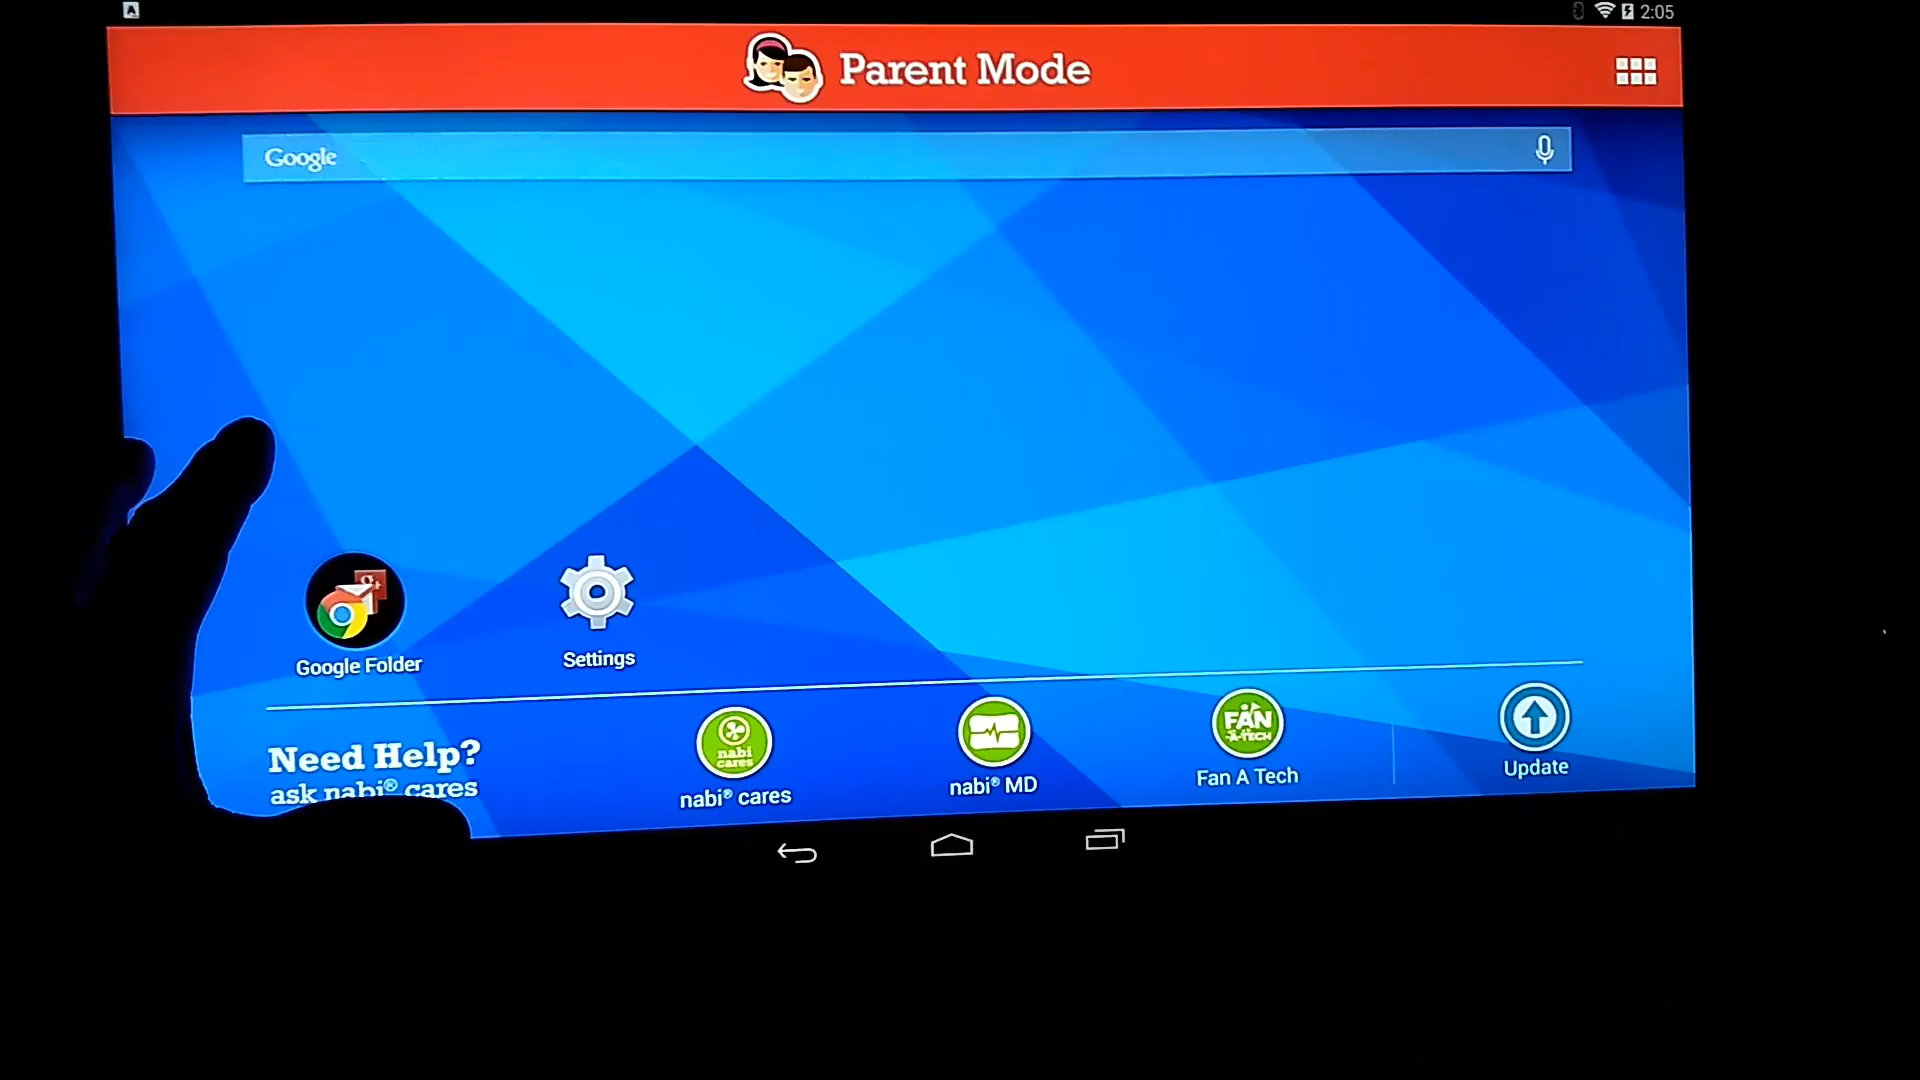 2:05
Parent Mode
Google
g+
Google Folder
Settings
Need Help?
ask nabi® cares
nabi cares
nabi® cares
nabi® MD
FAN
-A-TECH
Fan A Tech
Update